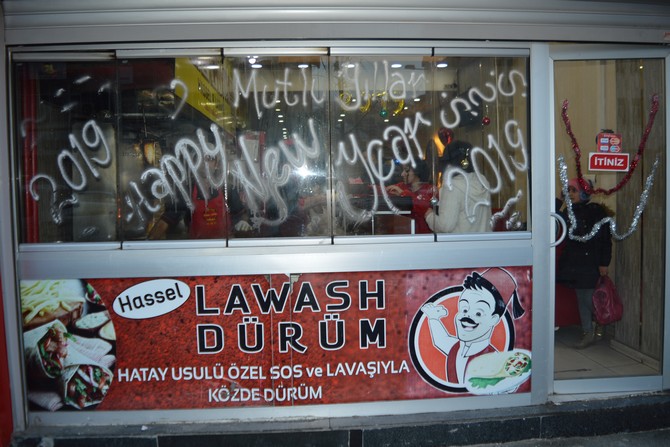 Mutlu yıllar
2019
Happy New Year 2019
İTİNİZ
Hassel
LAWASH
DÜRÜM
HATAY USULÜ ÖZEL SOS ve LAVAŞIYLA
KÖZDE DÜRÜM